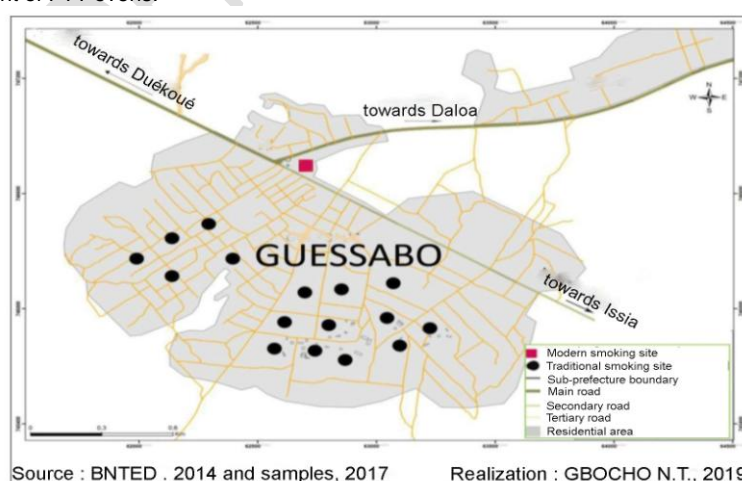 towards Duékoué
towards Daloa
N
W E
S
GUESSABO
towards Issia
Modern smoking site
Traditional smoking site
Sub-prefecture boundary
Main road
Secondary road
Tertiary road
Residential area
Source : BNTED . 2014 and samples, 2017
Realization : GBOCHO N.T., 2019